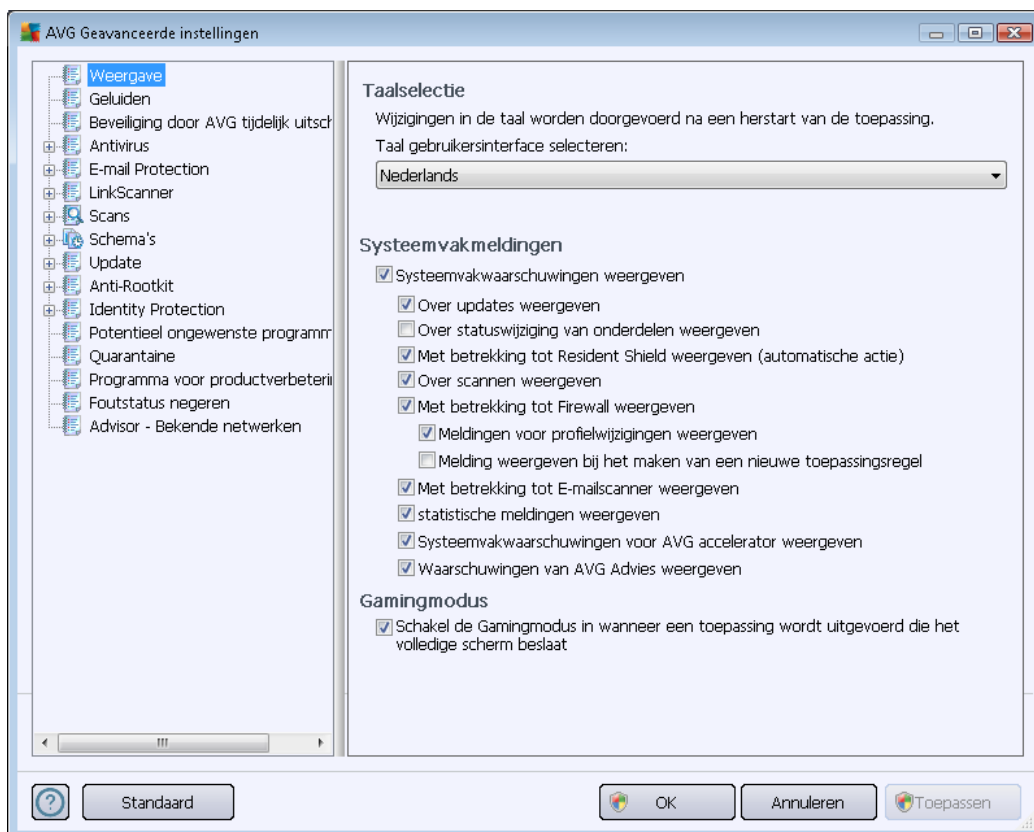 AVG Geavanceerde instellingen
Weergave
Geluiden
Beveiliging door AVG tijdelijk uitsch
Antivirus
E-mail Protection
LinkScanner
Scans
Schema's
Update
Anti-Rootkit
Identity Protection
Potentieel ongewenste programm
Quarantaine
Programma voor productverbeterii
Foutstatus negeren
Advisor - Bekende netwerken
Taalselectie
Wijzigingen in de taal worden doorgevoerd na een herstart van de toepassing.
Taal gebruikersinterface selecteren:
Nederlands
Systeemvakmeldingen
Systeemvakwaarschuwingen weergeven
Over updates weergeven
Over statuswijziging van onderdelen weergeven
Met betrekking tot Resident Shield weergeven (automatische actie)
Over scannen weergeven
Met betrekking tot Firewall weergeven
Meldingen voor profielwijzigingen weergeven
Melding weergeven bij het maken van een nieuwe toepassingsregel
Met betrekking tot E-mailscanner weergeven
statistische meldingen weergeven
Systeemvakwaarschuwingen voor AVG accelerator weergeven
Waarschuwingen van AVG Advies weergeven
Gamingmodus
Schakel de Gamingmodus in wanneer een toepassing wordt uitgevoerd die het
volledige scherm beslaat
Standaard
OK
Annuleren
Toepassen